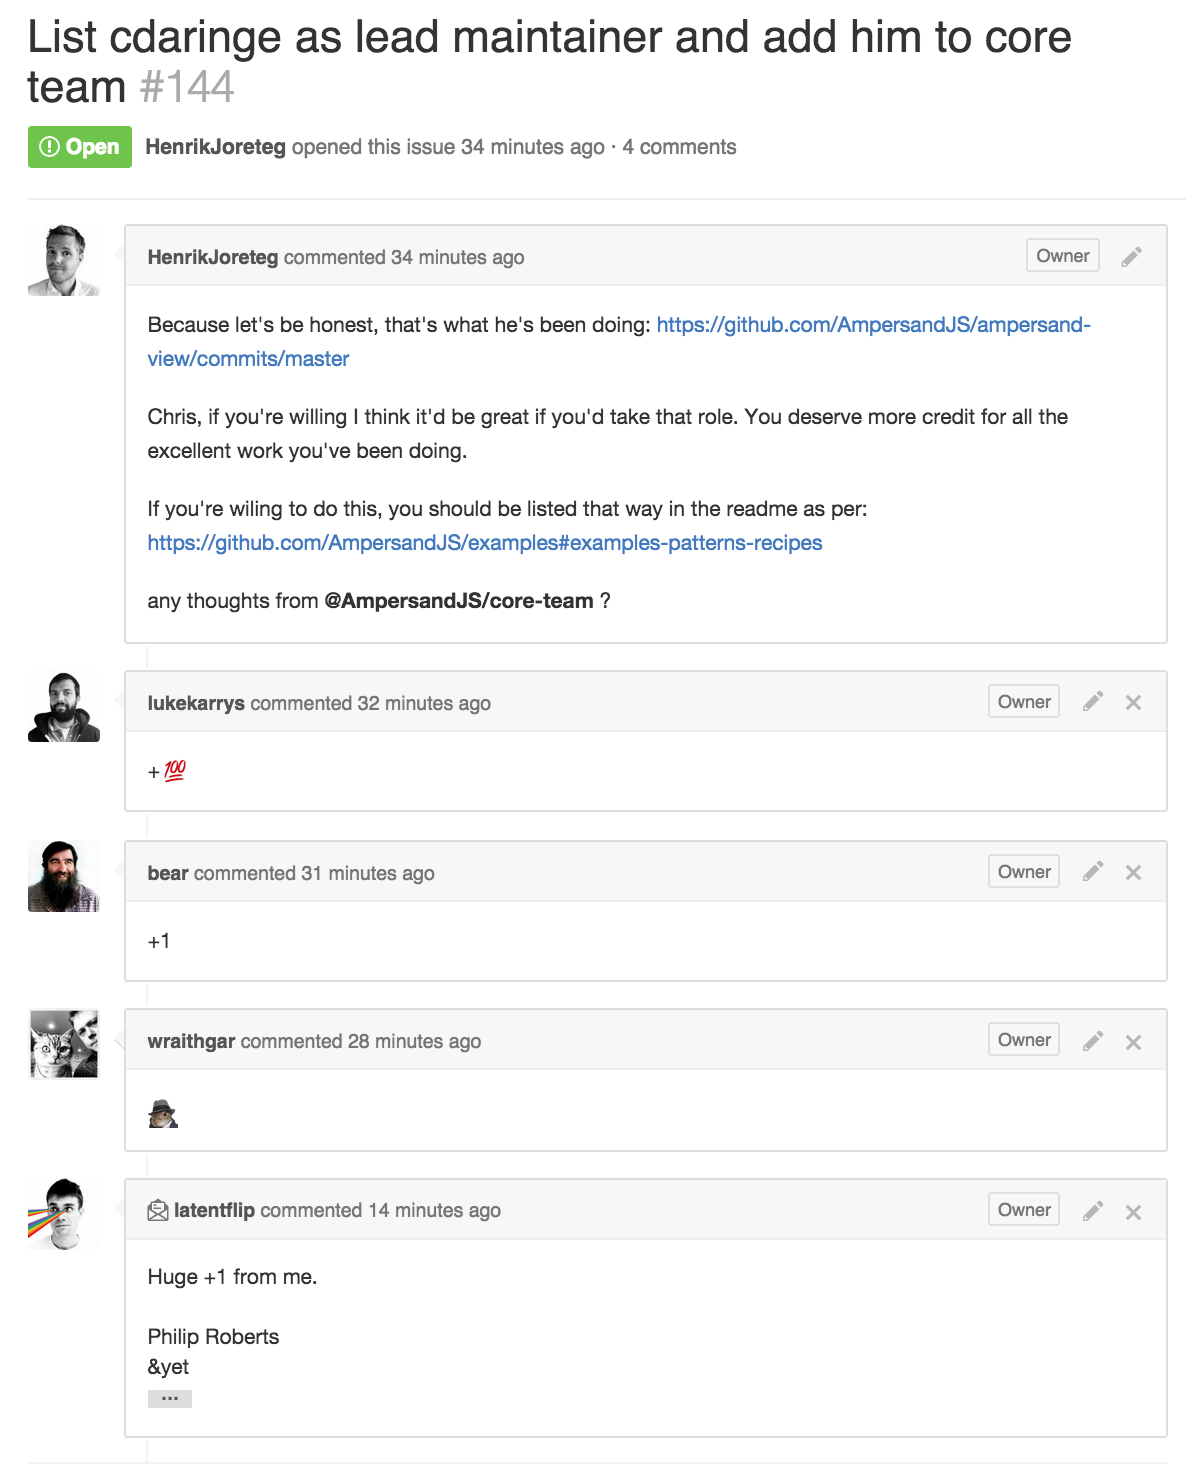 List cdaringe as lead maintainer and add him to core
team #144
Open HenrikJoreteg opened this issue 34 minutes ago · 4 comments
HenrikJoreteg commented 34 minutes ago Owner
Because let's be honest, that's what he's been doing: https://github.com/AmpersandJS/ampersand-
view/commits/master
Chris, if you're willing I think it'd be great if you'd take that role. You deserve more credit for all the
excellent work you've been doing.
If you're wiling to do this, you should be listed that way in the readme as per:
https://github.com/AmpersandJS/examples#examples-patterns-recipes
any thoughts from @AmpersandJS/core-team ?
lukekarrys commented 32 minutes ago Owner
+💯
bear commented 31 minutes ago Owner
+1
wraithgar commented 28 minutes ago Owner
latentflip commented 14 minutes ago Owner
Huge +1 from me.
Philip Roberts
&yet
…